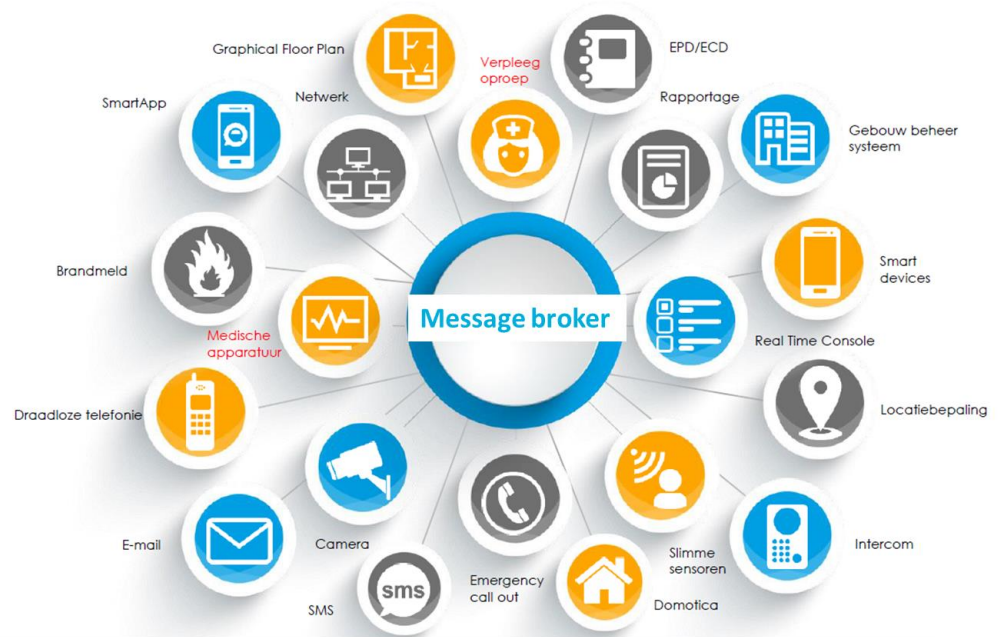 Graphical Floor Plan
Verpleeg
oproep
EPD/ECD
SmartApp
Netwerk
Rapportage
Gebouw beheer
systeem
Brandmeld
Smart
devices
Message broker
Medische
apparatuur
Real Time Console
Draadloze telefonie
Locatiebepaling
E-mail
Camera
Slimme
sensoren
Intercom
SMS
sms
Emergency
call out
Domotica